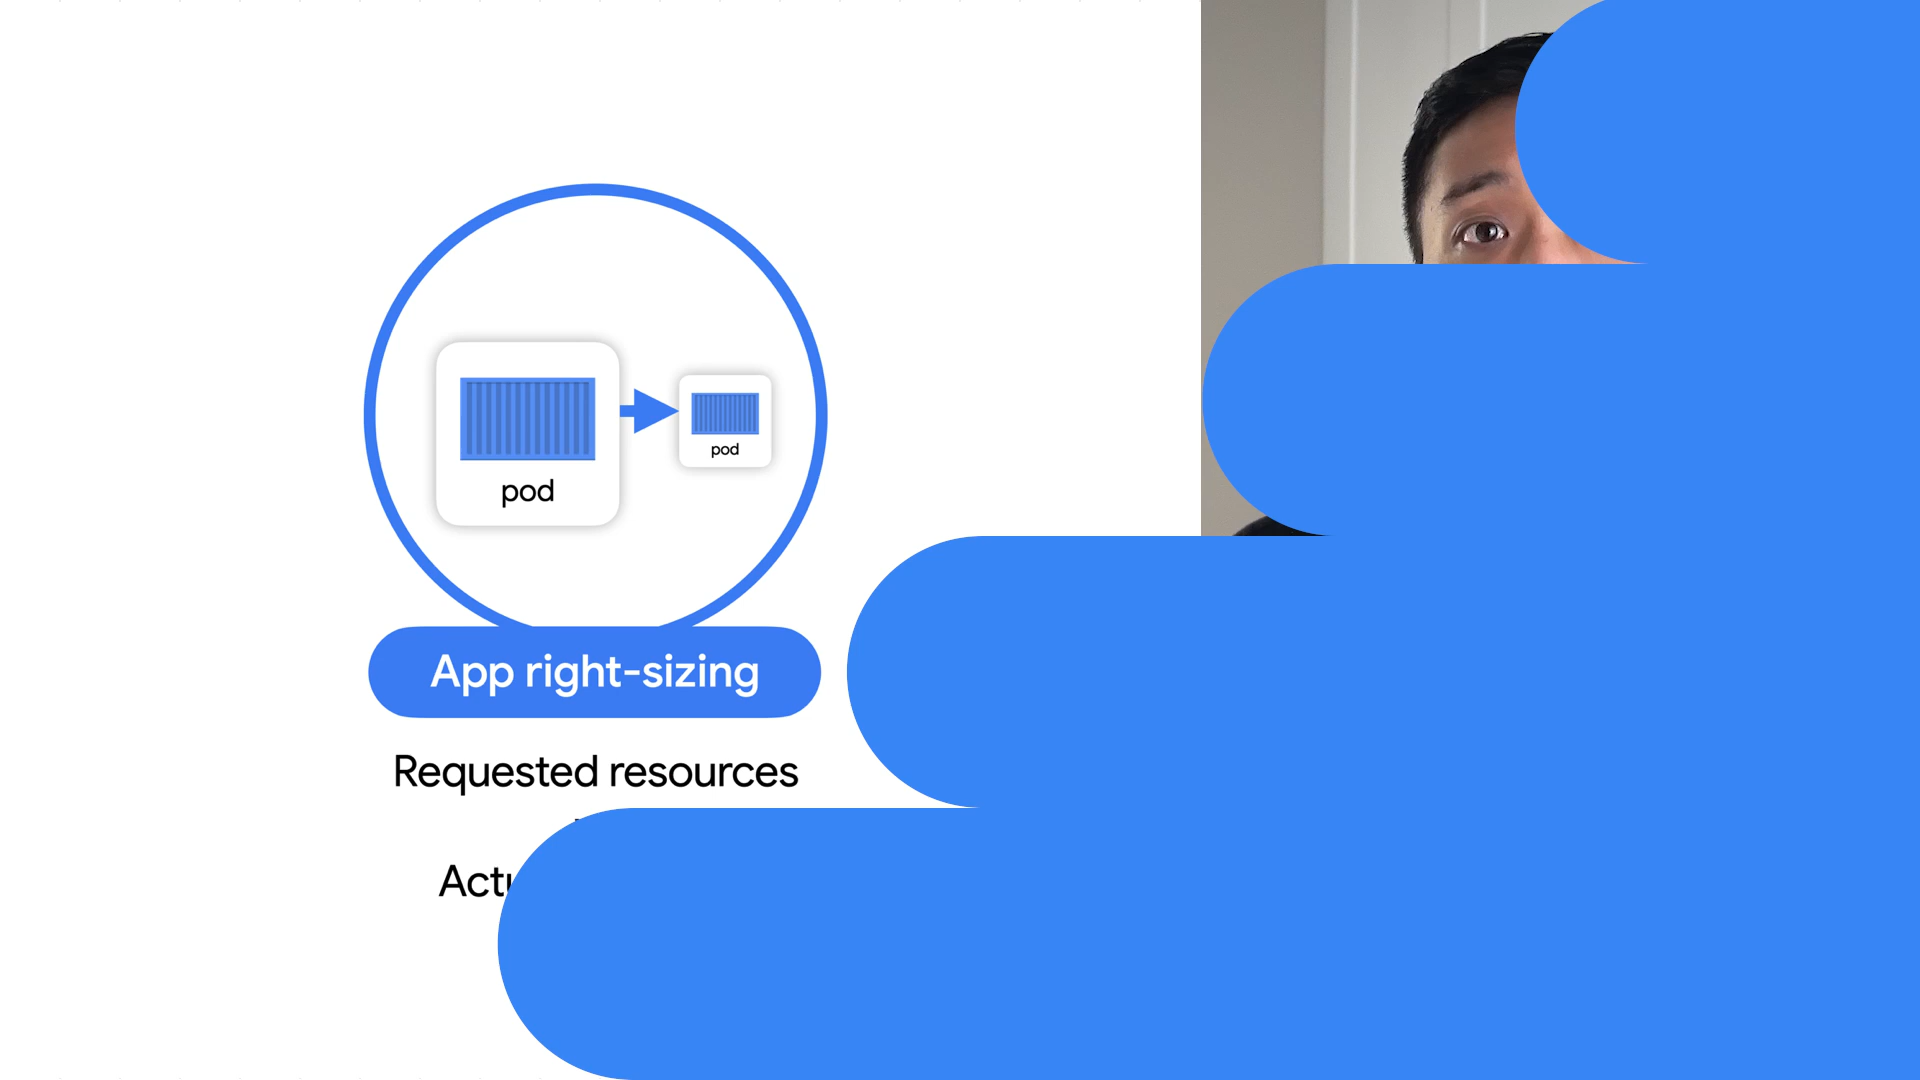 pod
pod
App right-sizing
Requested resources